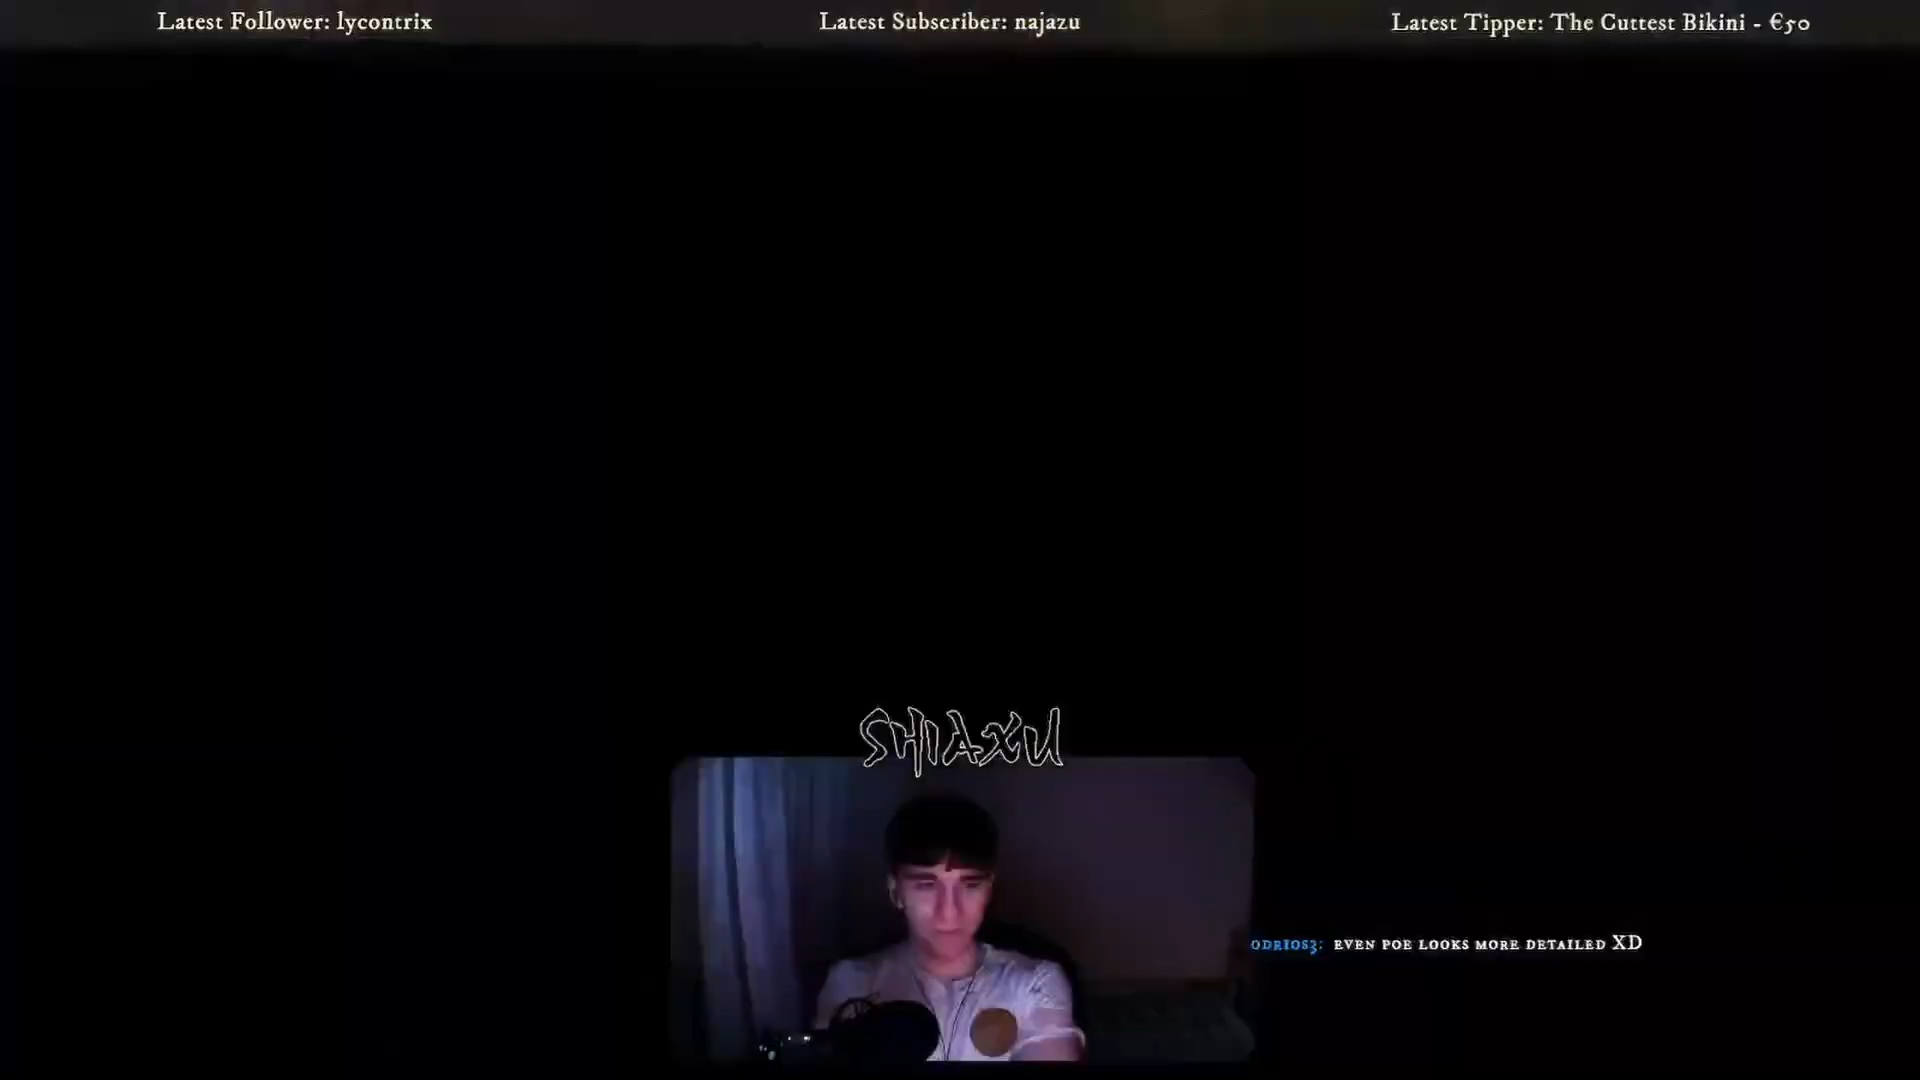 Latest Follower: lycontrix
Latest Subscriber: najazu
Latest Tipper: The Cuttest Bikini - €50
SHIAXU
ODRIOS3: EVEN POE LOOKS MORE DETAILED XD